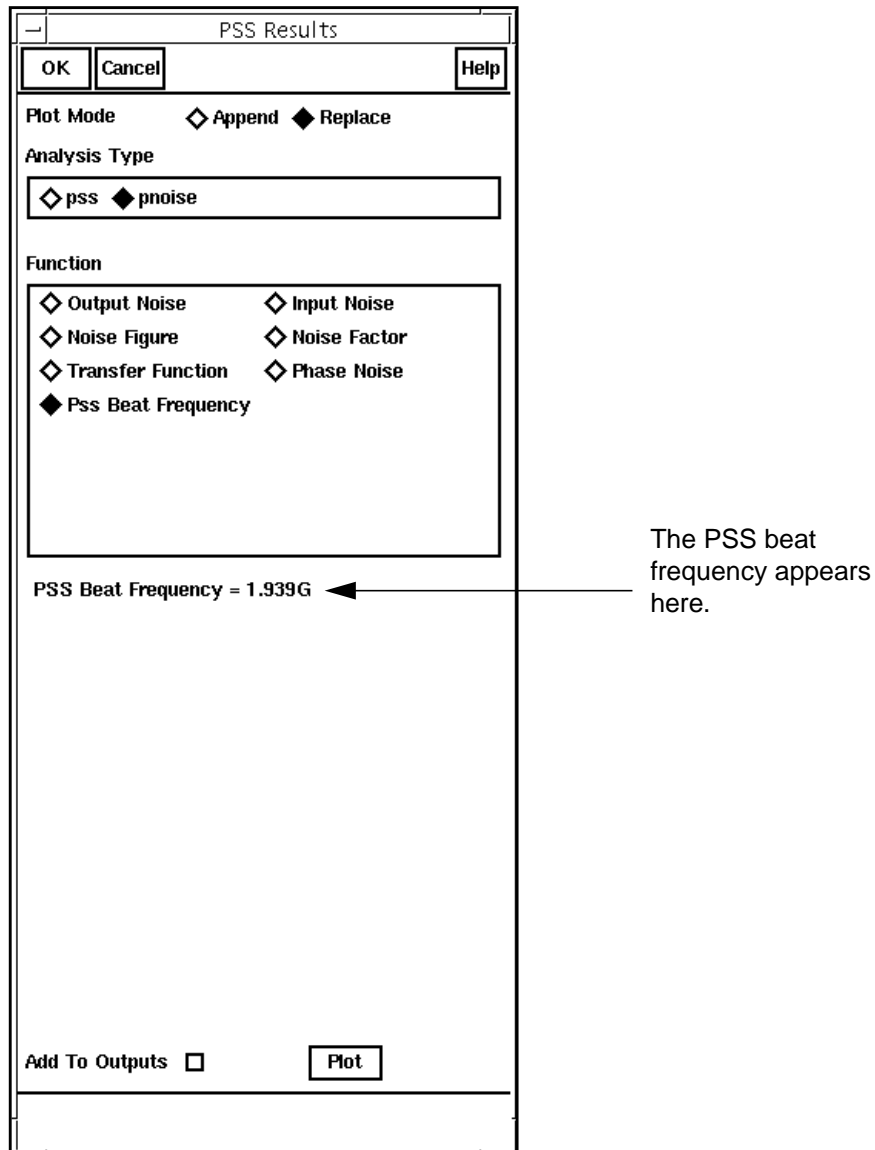 PSS Results
OK Cancel Help
Plot Mode Append Replace
Analysis Type
pss pnoise
Function
Output Noise Input Noise
Noise Figure Noise Factor
Transfer Function Phase Noise
Pss Beat Frequency
PSS Beat Frequency = 1.939G
The PSS beat
frequency appears
here.
Add To Outputs Plot